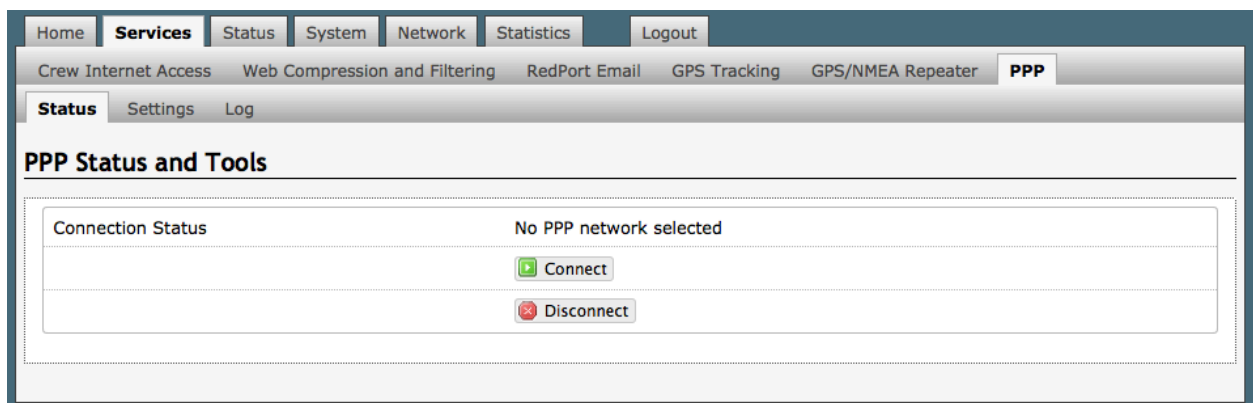 Home Services Status System Network Statistics Logout
Crew Internet Access Web Compression and Filtering RedPort Email GPS Tracking GPS/NMEA Repeater PPP
Status Settings Log
PPP Status and Tools
Connection Status No PPP network selected
Connect
Disconnect